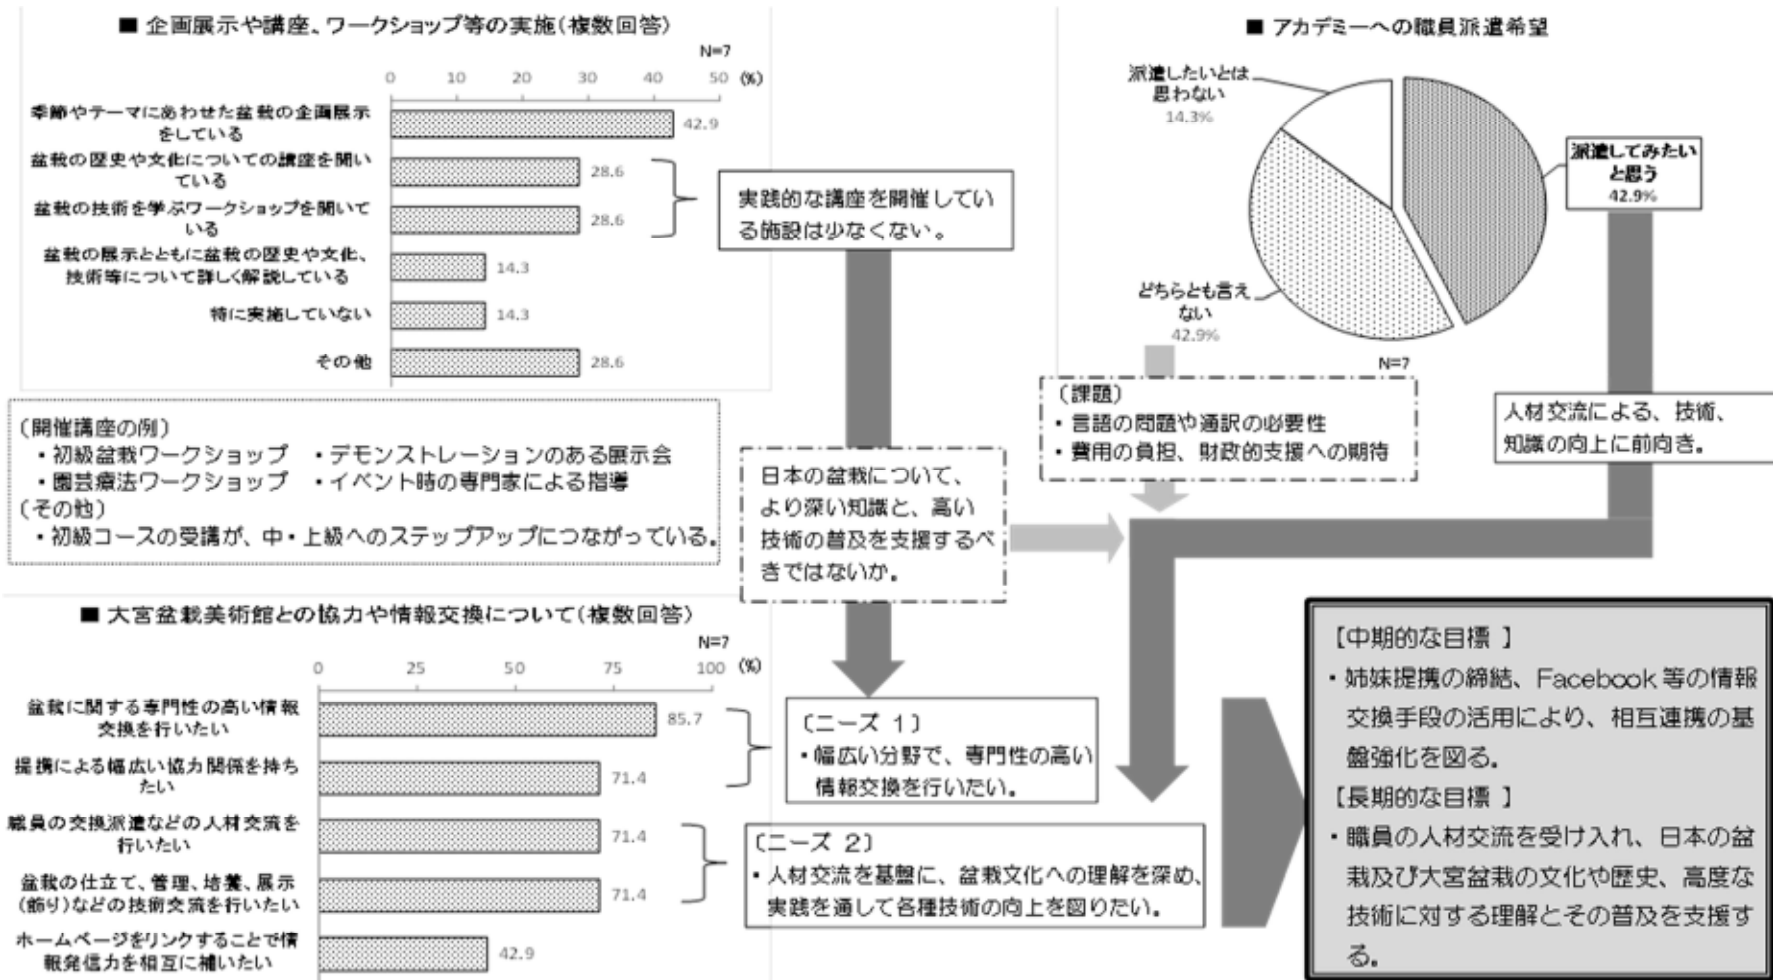 ■ 企画展示や講座、ワークショップ等の実施(複数回答)
N=7
0 10 20 30 40 50 (%)
季節やテーマにあわせた盆栽の企画展示
をしている
42.9
盆栽の歴史や文化についての講座を開い
ている
28.6
盆栽の技術を学ぶワークショップを開いて
いる
28.6
盆栽の展示とともに盆栽の歴史や文化、
技術等について詳しく解説している
14.3
特に実施していない
14.3
その他
28.6
実践的な講座を開催してい
る施設は少なくない。
(開催講座の例)
・初級盆栽ワークショップ ・デモンストレーションのある展示会
・園芸療法ワークショップ ・イベント時の専門家による指導
(その他)
・初級コースの受講が、中・上級へのステップアップにつながっている。
■ アカデミーへの職員派遣希望
派遣したいとは
思わない
14.3%
派遣してみたい
と思う
42.9%
どちらとも言え
ない
42.9%
N=7
(課題)
・言語の問題や通訳の必要性
・費用の負担、財政的支援への期待
人材交流による、技術、
知識の向上に前向き。
日本の盆栽について、
より深い知識と、高い
技術の普及を支援するべ
きではないか。
■ 大宮盆栽美術館との協力や情報交換について(複数回答)
N=7
0 25 50 75 100 (%)
盆栽に関する専門性の高い情報
交換を行いたい
85.7
提携による幅広い協力関係を持ち
たい
71.4
職員の交換派遣などの人材交流を
行いたい
71.4
盆栽の仕立て、管理、培養、展示
(飾り)などの技術交流を行いたい
71.4
ホームページをリンクすることで情
報発信力を相互に補いたい
42.9
〔ニーズ 1〕
・幅広い分野で、専門性の高い
情報交換を行いたい。
〔ニーズ 2〕
・人材交流を基盤に、盆栽文化への理解を深め、
実践を通して各種技術の向上を図りたい。
【中期的な目標 】
・姉妹提携の締結、Facebook 等の情報
交換手段の活用により、相互連携の基
盤強化を図る。
【長期的な目標 】
・職員の人材交流を受け入れ、日本の盆
栽及び大宮盆栽の文化や歴史、高度な
技術に対する理解とその普及を支援す
る。